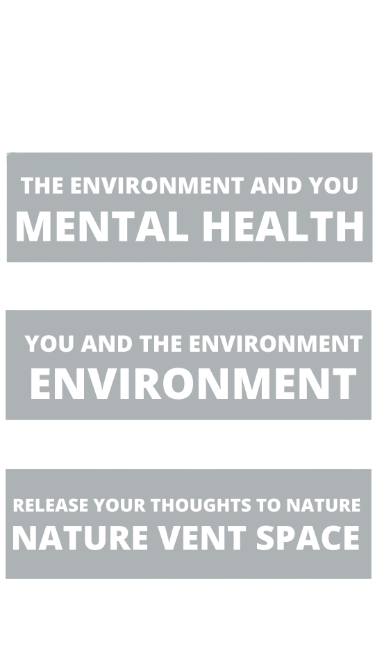 THE ENVIRONMENT AND YOU
MENTAL HEALTH
YOU AND THE ENVIRONMENT
ENVIRONMENT
RELEASE YOUR THOUGHTS TO NATURE
NATURE VENT SPACE